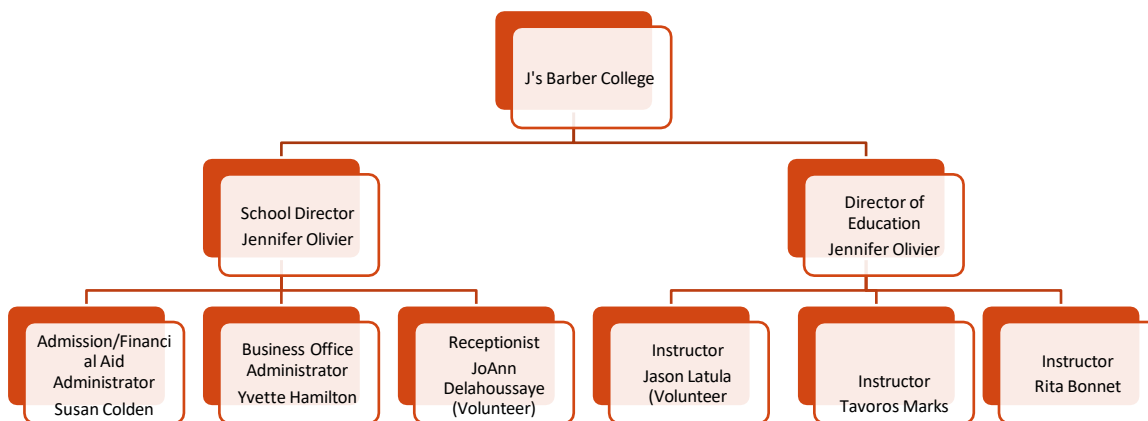 J's Barber College
School Director
Jennifer Olivier
Director of
Education
Jennifer Olivier
Admission/Financi
al Aid
Administrator
Susan Colden
Business Office
Administrator
Yvette Hamilton
Receptionist
JoAnn
Delahoussaye
(Volunteer)
Instructor
Jason Latula
(Volunteer
Instructor
Tavoros Marks
Instructor
Rita Bonnet